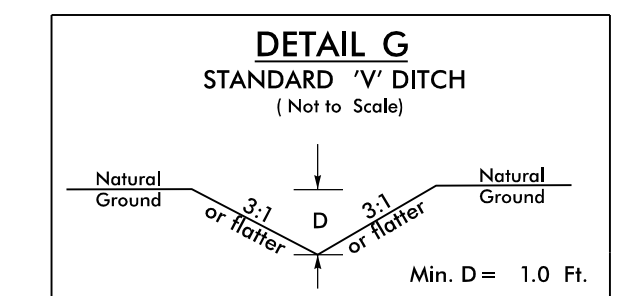 DETAIL G
STANDARD 'V' DITCH
( Not to Scale)
Natural
Ground
3:1
or flatter
D
3:1
or flatter
Natural
Ground
Min. D = 1.0 Ft.